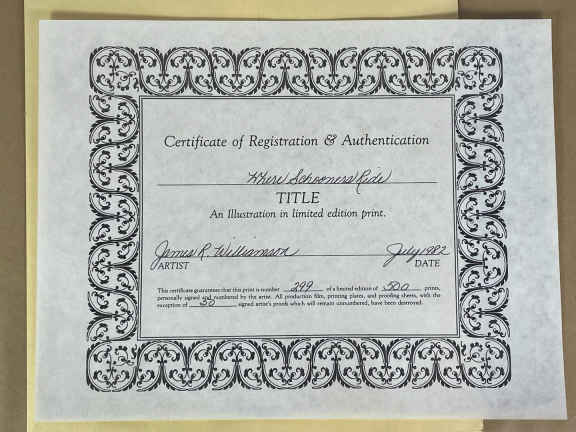 Certificate of Registration & Authentication
Where Schooners Ride
TITLE
An Illustration in limited edition print.
James R. Williamson July 1982
ARTIST DATE
This certificate guarantees that this print is number 299 of a limited edition of 500 prints,
personally signed and numbered by the artist. All production film, printing plates, and proofing sheets, with the
exception of 50 signed artist's proofs which will remain unnumbered, have been destroyed.